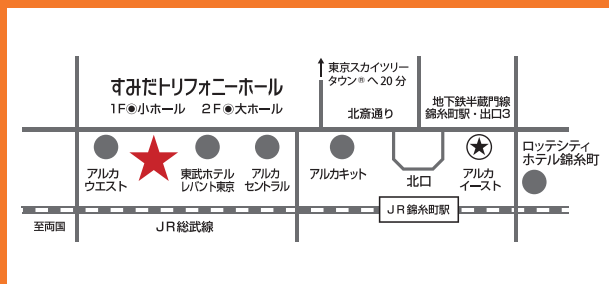 すみだトリフォニーホール
1F◉小ホール　2F◉大ホール
東京スカイツリー
タウン®へ20分
北斎通り
地下鉄半蔵門線
錦糸町駅・出口3
アルカ
ウエスト
東武ホテル
レバント東京
アルカ
セントラル
アルカキット
北口
アルカ
イースト
ロッテシティ
ホテル錦糸町
JR錦糸町駅
至両国
JR総武線